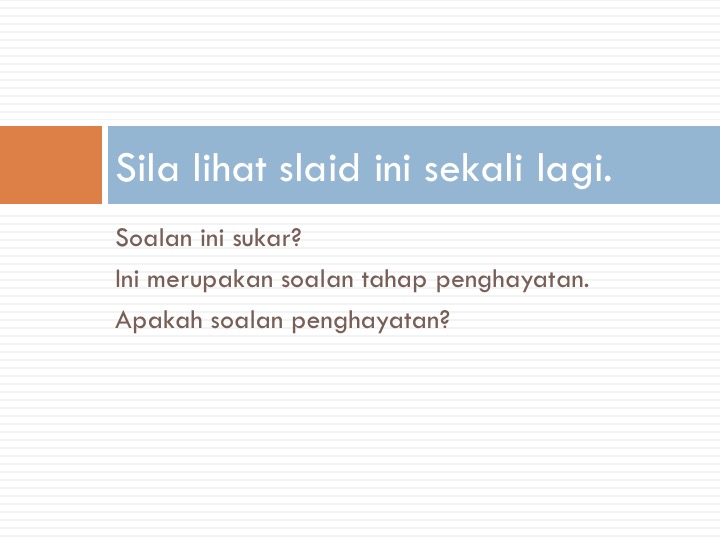 Sila lihat slaid ini sekali lagi.
Soalan ini sukar?
Ini merupakan soalan tahap penghayatan.
Apakah soalan penghayatan?